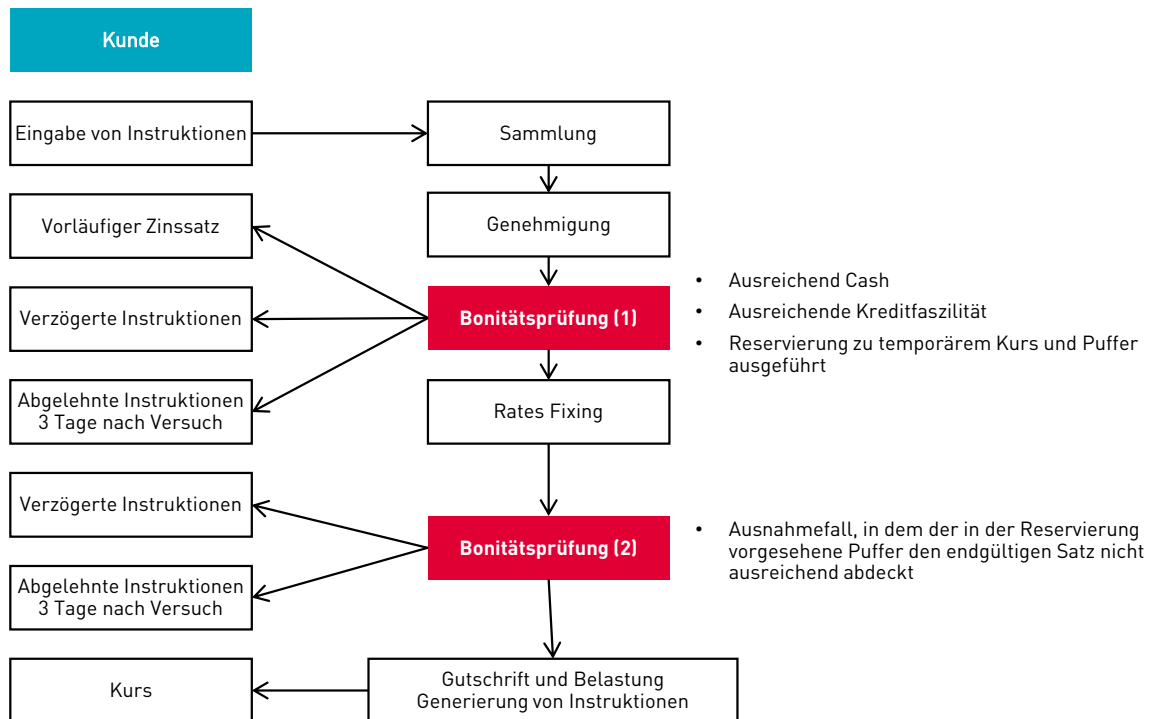 Kunde
Eingabe von Instruktionen
Sammlung
Vorläufiger Zinssatz
Genehmigung
Verzögerte Instruktionen
Bonitätsprüfung (1)
• Ausreichend Cash
• Ausreichende Kreditfaszilität
• Reservierung zu temporärem Kurs und Puffer
ausgeführt
Abgelehnte Instruktionen
3 Tage nach Versuch
Rates Fixing
Verzögerte Instruktionen
Bonitätsprüfung (2)
• Ausnahmefall, in dem der in der Reservierung
vorgesehene Puffer den endgültigen Satz nicht
ausreichend abdeckt
Abgelehnte Instruktionen
3 Tage nach Versuch
Kurs
Gutschrift und Belastung
Generierung von Instruktionen